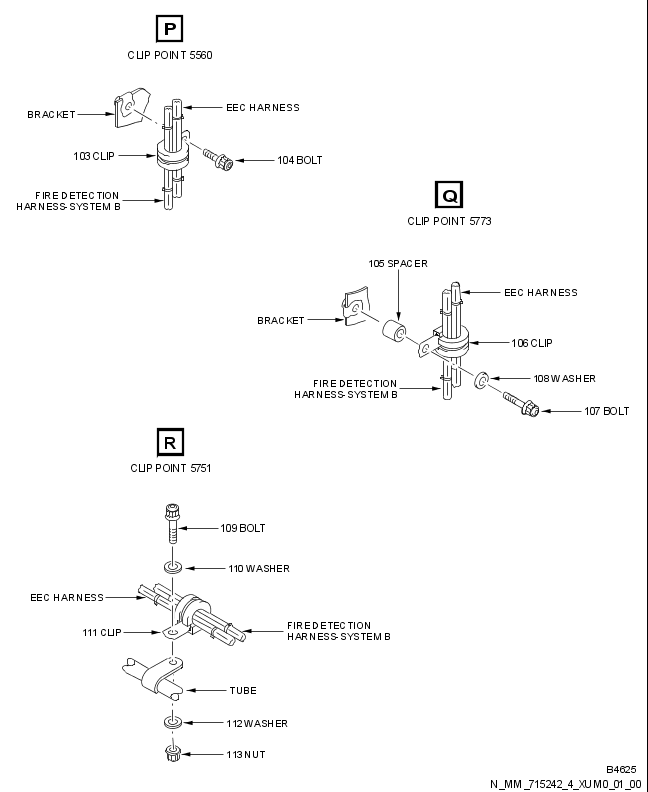 P
CLIP POINT 5560
EEC HARNESS
BRACKET
103 CLIP
104 BOLT
FIRE DETECTION
HARNESS-SYSTEM B
Q
CLIP POINT 5773
105 SPACER
EEC HARNESS
BRACKET
106 CLIP
108 WASHER
FIRE DETECTION
HARNESS-SYSTEM B
107 BOLT
R
CLIP POINT 5751
109 BOLT
110 WASHER
EEC HARNESS
FIRE DETECTION
HARNESS-SYSTEM B
111 CLIP
TUBE
112 WASHER
113 NUT
B4625
N_MM_715242_4_XUM0_01_00